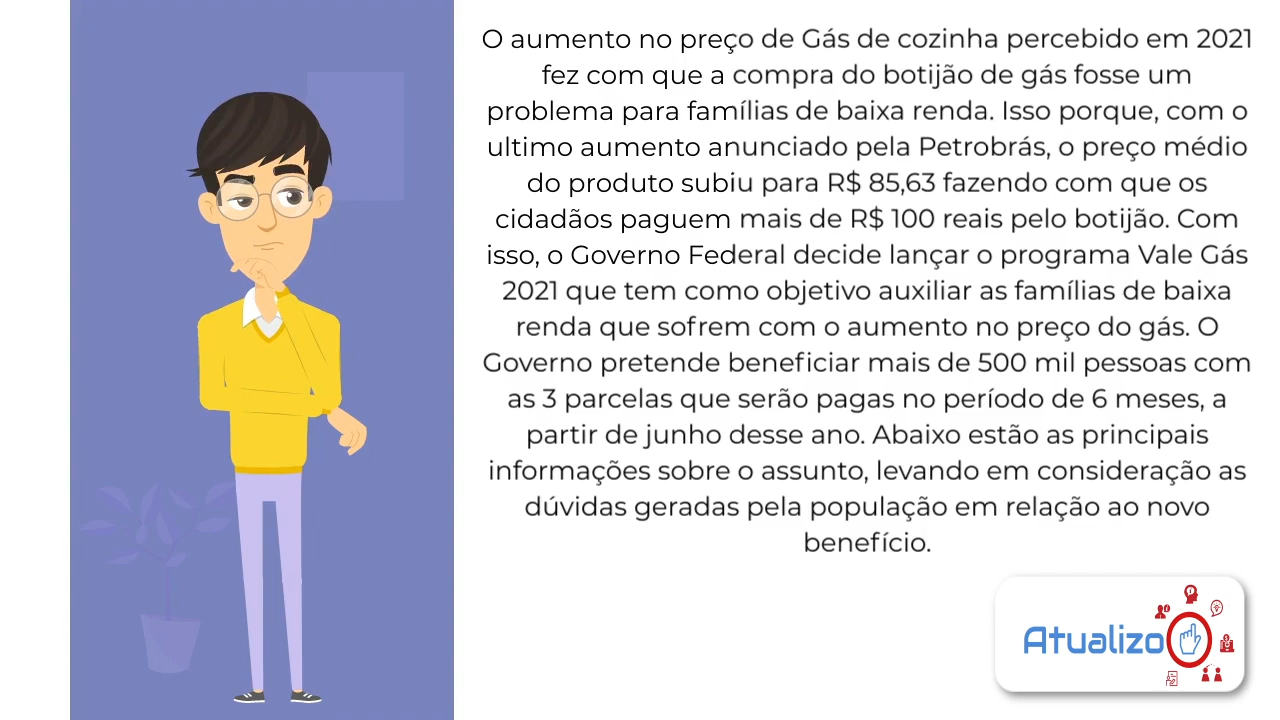 O aumento no preço de Gás de cozinha percebido em 2021
fez com que a compra do botijão de gás fosse um
problema para famílias de baixa renda. Isso porque, com o
ultimo aumento anunciado pela Petrobrás, o preço médio
do produto subiu para R$ 85,63 fazendo com que os
cidadãos paguem mais de R$ 100 reais pelo botijão. Com
isso, o Governo Federal decide lançar o programa Vale Gás
2021 que tem como objetivo auxiliar as famílias de baixa
renda que sofrem com o aumento no preço do gás. O
Governo pretende beneficiar mais de 500 mil pessoas com
as 3 parcelas que serão pagas no período de 6 meses, a
partir de junho desse ano. Abaixo estão as principais
informações sobre o assunto, levando em consideração as
dúvidas geradas pela população em relação ao novo
benefício.
Atualizo